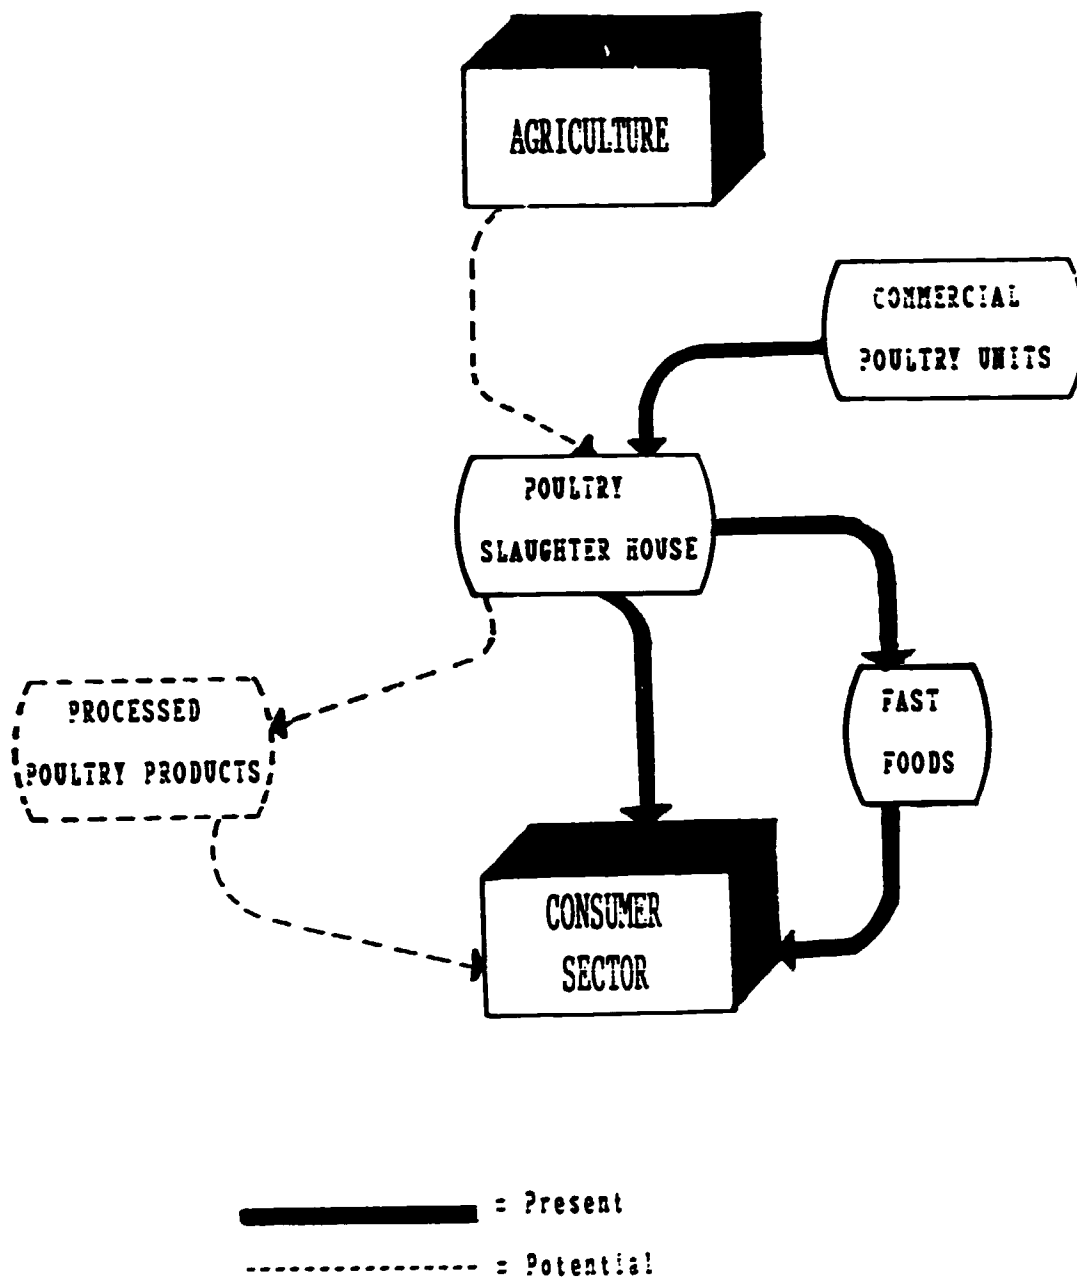 AGRICULTURE
COMMERCIAL
POULTRY UNITS
POULTRY
SLAUGHTER HOUSE
PROCESSED
POULTRY PRODUCTS
FAST
FOODS
CONSUMER
SECTOR
= Present
= Potential